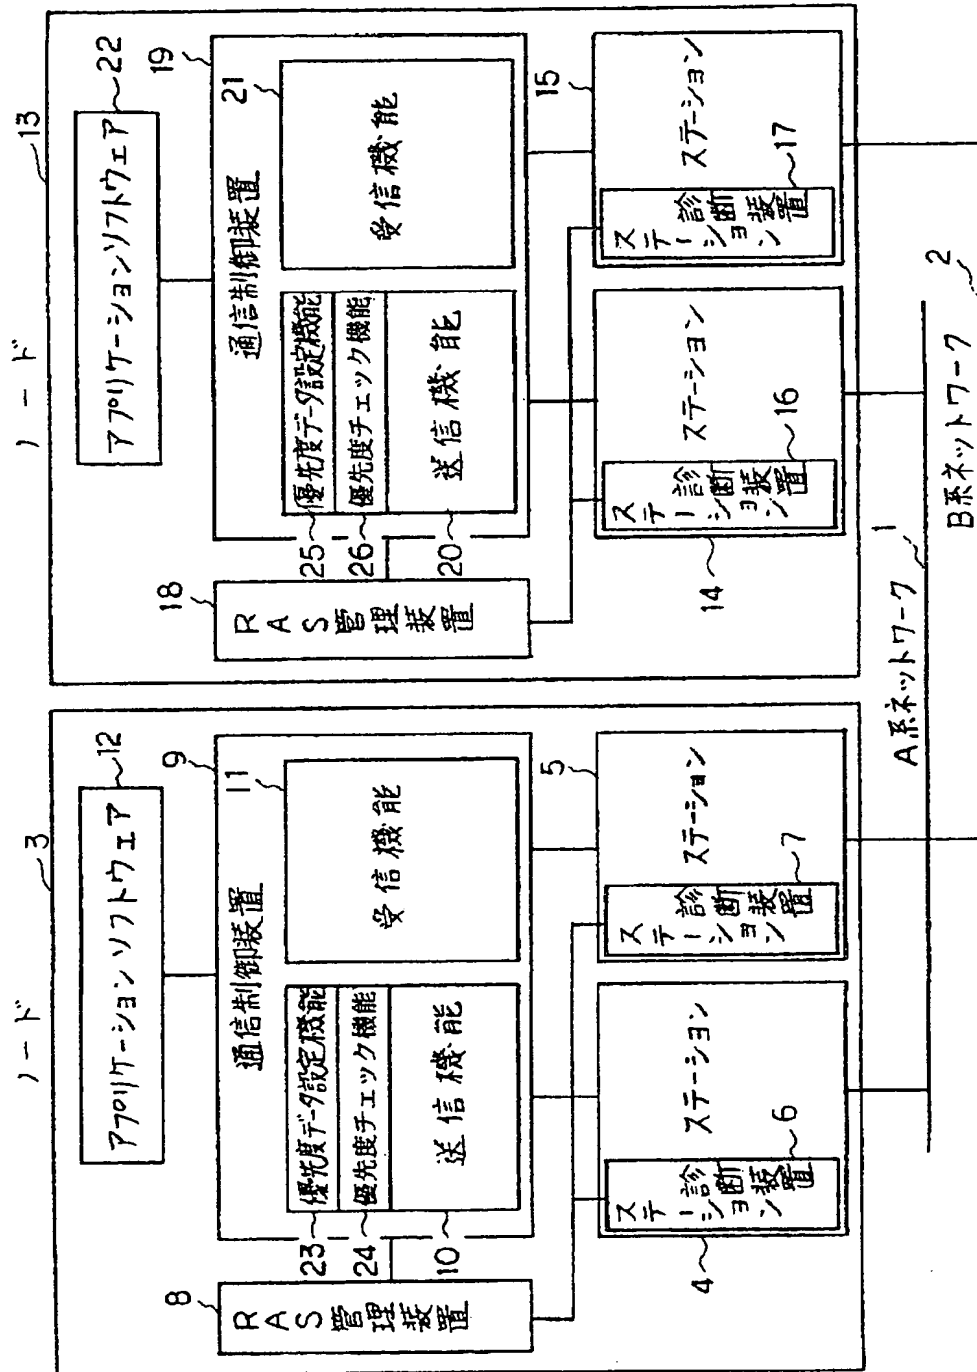 ノード
3
アプリケーションソフトウェア
12
9
通信制御装置
11
優先度データ設定機能
優先度チェック機能
送信機能
受信機能
23
24
10
8
RAS管理装置
ステーション
5
ステーション
診断装置
7
ステーション
ステーション
診断装置
6
4
ノード
13
アプリケーションソフトウェア
22
19
通信制御装置
21
優先度データ設定機能
優先度チェック機能
送信機能
受信機能
25
26
20
18
RAS管理装置
ステーション
15
ステーション
診断装置
17
ステーション
ステーション
診断装置
16
14
A系ネットワーク
1
B系ネットワーク
2